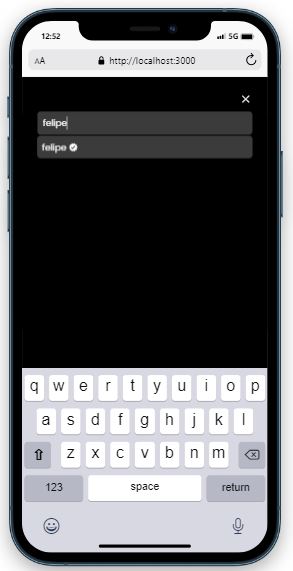 12:52
5G
AA
http://localhost:3000
×
felipe
felipe
q w e r t y u i o p
a s d f g h j k l
z x c v b n m
123 space return